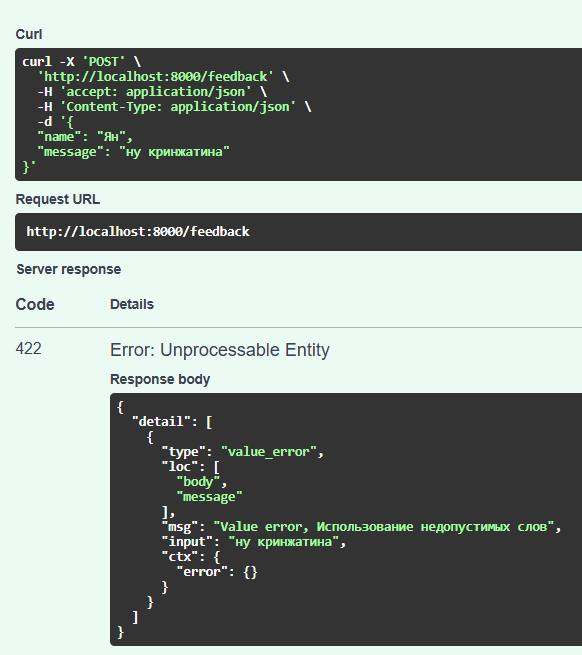 Curl
curl -X 'POST' \
'http://localhost:8000/feedback' \
-H 'accept: application/json' \
-H 'Content-Type: application/json' \
-d '{
"name": "Ян",
"message": "ну кринжатина"
}'
Request URL
http://localhost:8000/feedback
Server response
Code Details
422 Error: Unprocessable Entity
Response body
{
"detail": [
{
"type": "value_error",
"loc": [
"body",
"message"
],
"msg": "Value error, Использование недопустимых слов",
"input": "ну кринжатина",
"ctx": {
"error": {}
}
}
]
}